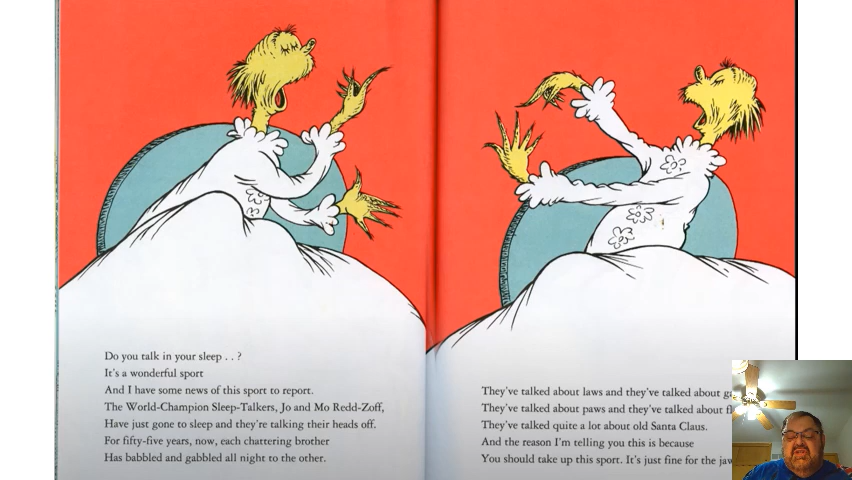 Do you talk in your sleep . . ?
It's a wonderful sport
And I have some news of this sport to report.
The World-Champion Sleep-Talkers, Jo and Mo Redd-Zoff,
Have just gone to sleep and they're talking their heads off.
For fifty-five years, now, each chattering brother
Has babbled and gabbled all night to the other.
They've talked about laws and they've talked about
They've talked about paws and they've talked about
They've talked quite a lot about old Santa Claus.
And the reason I'm telling you this is because
You should take up this sport. It's just fine for the